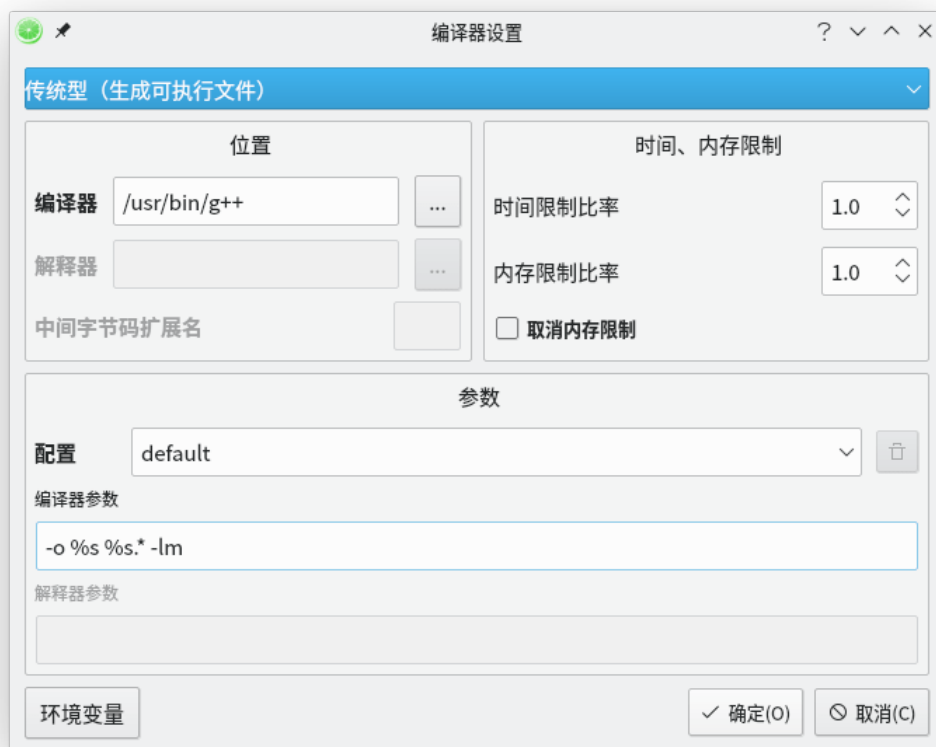 编译器设置
传统型（生成可执行文件）
位置
编译器 /usr/bin/g++ ...
解释器 ...
中间字节码扩展名
时间、内存限制
时间限制比率 1.0
内存限制比率 1.0
取消内存限制
参数
配置 default
编译器参数
-o %s %s.* -lm
解释器参数
环境变量 确定(O) 取消(C)